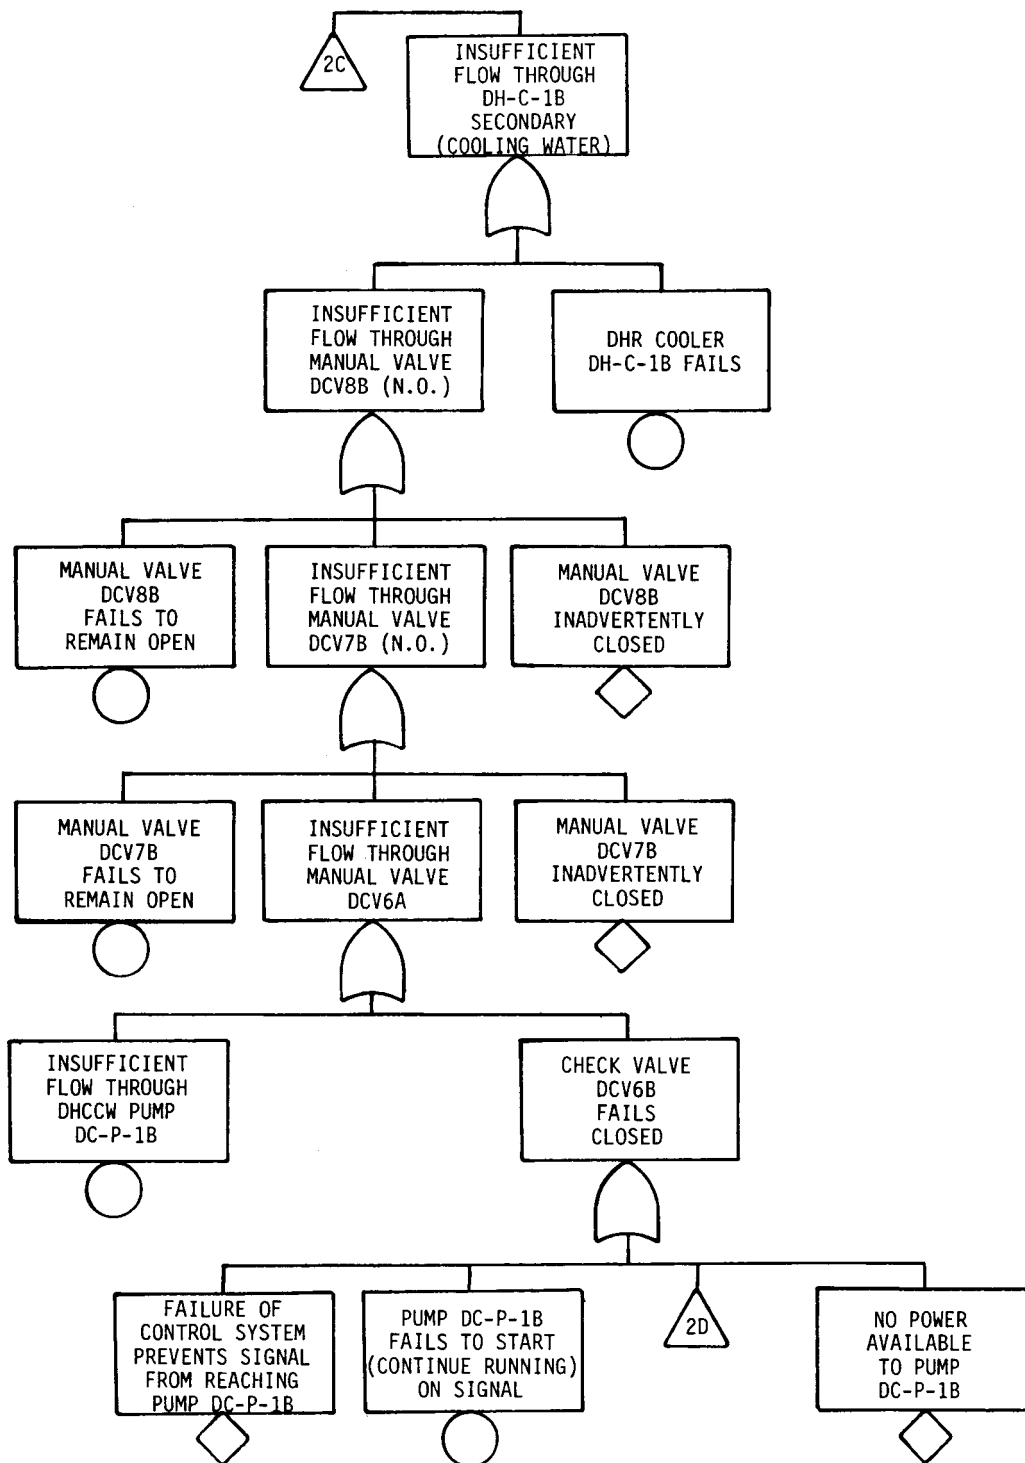 2C
INSUFFICIENT
FLOW THROUGH
DH-C-1B
SECONDARY
(COOLING WATER)
INSUFFICIENT
FLOW THROUGH
MANUAL VALVE
DCV8B (N.O.)
DHR COOLER
DH-C-1B FAILS
MANUAL VALVE
DCV8B
FAILS TO
REMAIN OPEN
INSUFFICIENT
FLOW THROUGH
MANUAL VALVE
DCV7B (N.O.)
MANUAL VALVE
DCV8B
INADVERTENTLY
CLOSED
MANUAL VALVE
DCV7B
FAILS TO
REMAIN OPEN
INSUFFICIENT
FLOW THROUGH
MANUAL VALVE
DCV6A
MANUAL VALVE
DCV7B
INADVERTENTLY
CLOSED
INSUFFICIENT
FLOW THROUGH
DHCCW PUMP
DC-P-1B
CHECK VALVE
DCV6B
FAILS
CLOSED
FAILURE OF
CONTROL SYSTEM
PREVENTS SIGNAL
FROM REACHING
PUMP DC-P-1B
PUMP DC-P-1B
FAILS TO START
(CONTINUE RUNNING)
ON SIGNAL
2D
NO POWER
AVAILABLE
TO PUMP
DC-P-1B